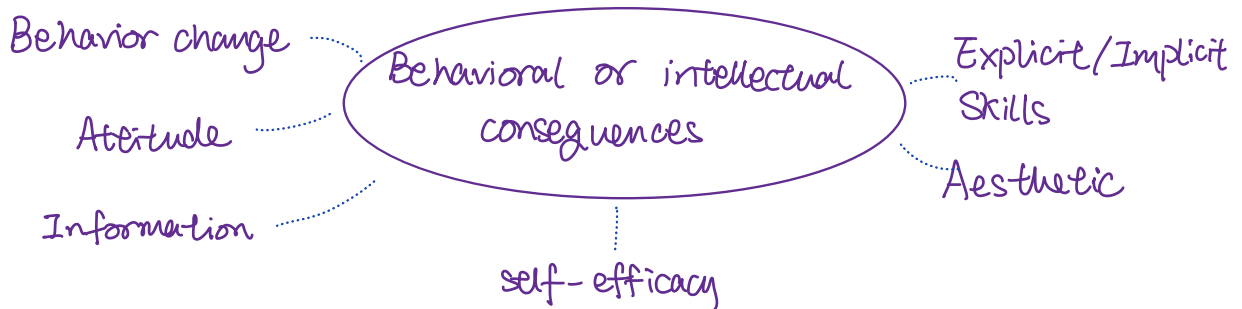 Behavior change
Attitude
Information
Behavioral or intellectual
consequences
self-efficacy
Explicit/Implicit
Skills
Aesthetic